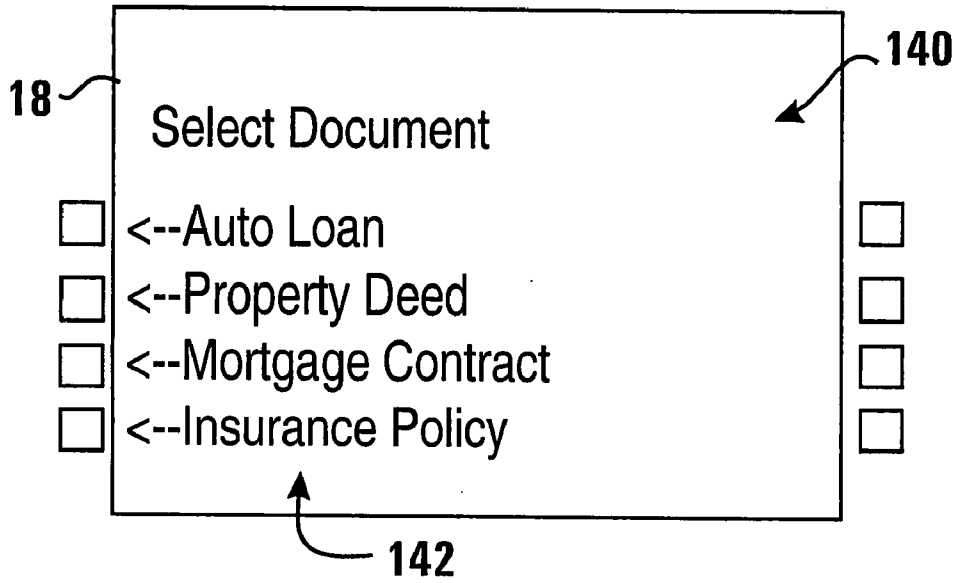 140
18
Select Document
<--Auto Loan
<--Property Deed
<--Mortgage Contract
<--Insurance Policy
142